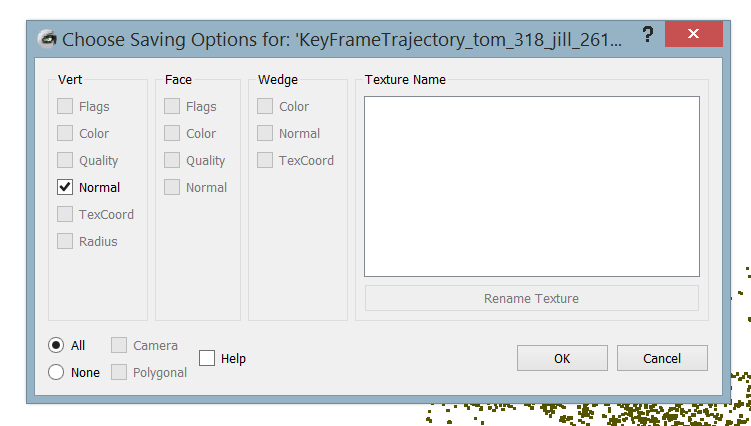 Choose Saving Options for: 'KeyFrameTrajectory_tom_318_jill_261...
?
x
Vert
Flags
Color
Quality
Normal
TexCoord
Radius
Face
Flags
Color
Quality
Normal
Wedge
Color
Normal
TexCoord
Texture Name
Rename Texture
All
None
Camera
Polygonal
Help
OK
Cancel